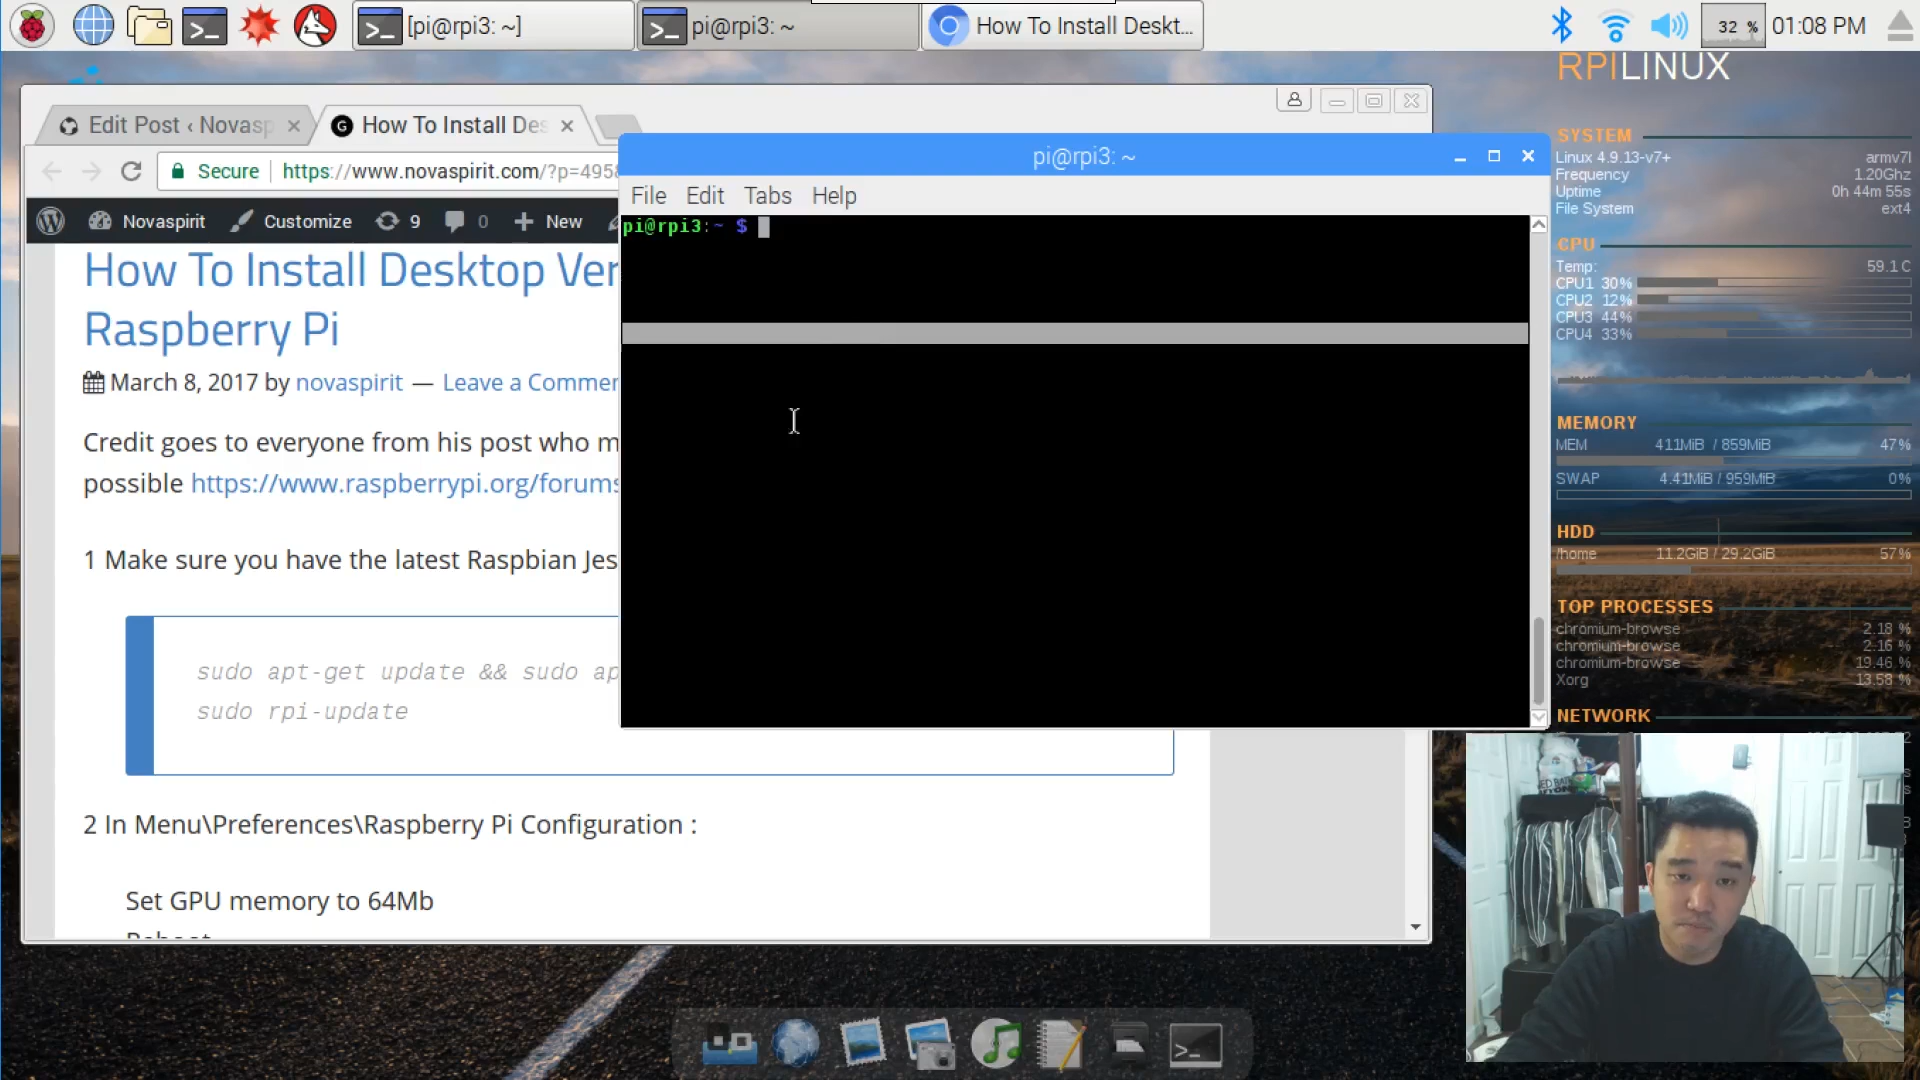 [pi@rpi3: ~]
pi@rpi3: ~
How To Install Deskt...
32 %
01:08 PM
Edit Post ‹ Novasp
How To Install Des
Secure
https://www.novaspirit.com/?p=495
Novaspirit
Customize
9
0
New
How To Install Desktop Ver
Raspberry Pi
March 8, 2017 by novaspirit — Leave a Commen
Credit goes to everyone from his post who m
possible https://www.raspberrypi.org/forums
1 Make sure you have the latest Raspbian Jes
sudo apt-get update && sudo ap
sudo rpi-update
2 In Menu\Preferences\Raspberry Pi Configuration :
Set GPU memory to 64Mb
Reboot
pi@rpi3: ~
File Edit Tabs Help
pi@rpi3:~ $
RPILINUX
SYSTEM
Linux 4.9.13-v7+ armv7l
Frequency 1.20Ghz
Uptime 0h 44m 55s
File System ext4
CPU
Temp: 59.1 C
CPU1 30%
CPU2 12%
CPU3 44%
CPU4 33%
MEMORY
MEM 411MiB / 859MiB 47%
SWAP 4.41MiB / 959MiB 0%
HDD
/home 11.2GiB / 29.2GiB 57%
TOP PROCESSES
chromium-browse 2.18 %
chromium-browse 2.16 %
chromium-browse 19.46 %
Xorg 13.58 %
NETWORK